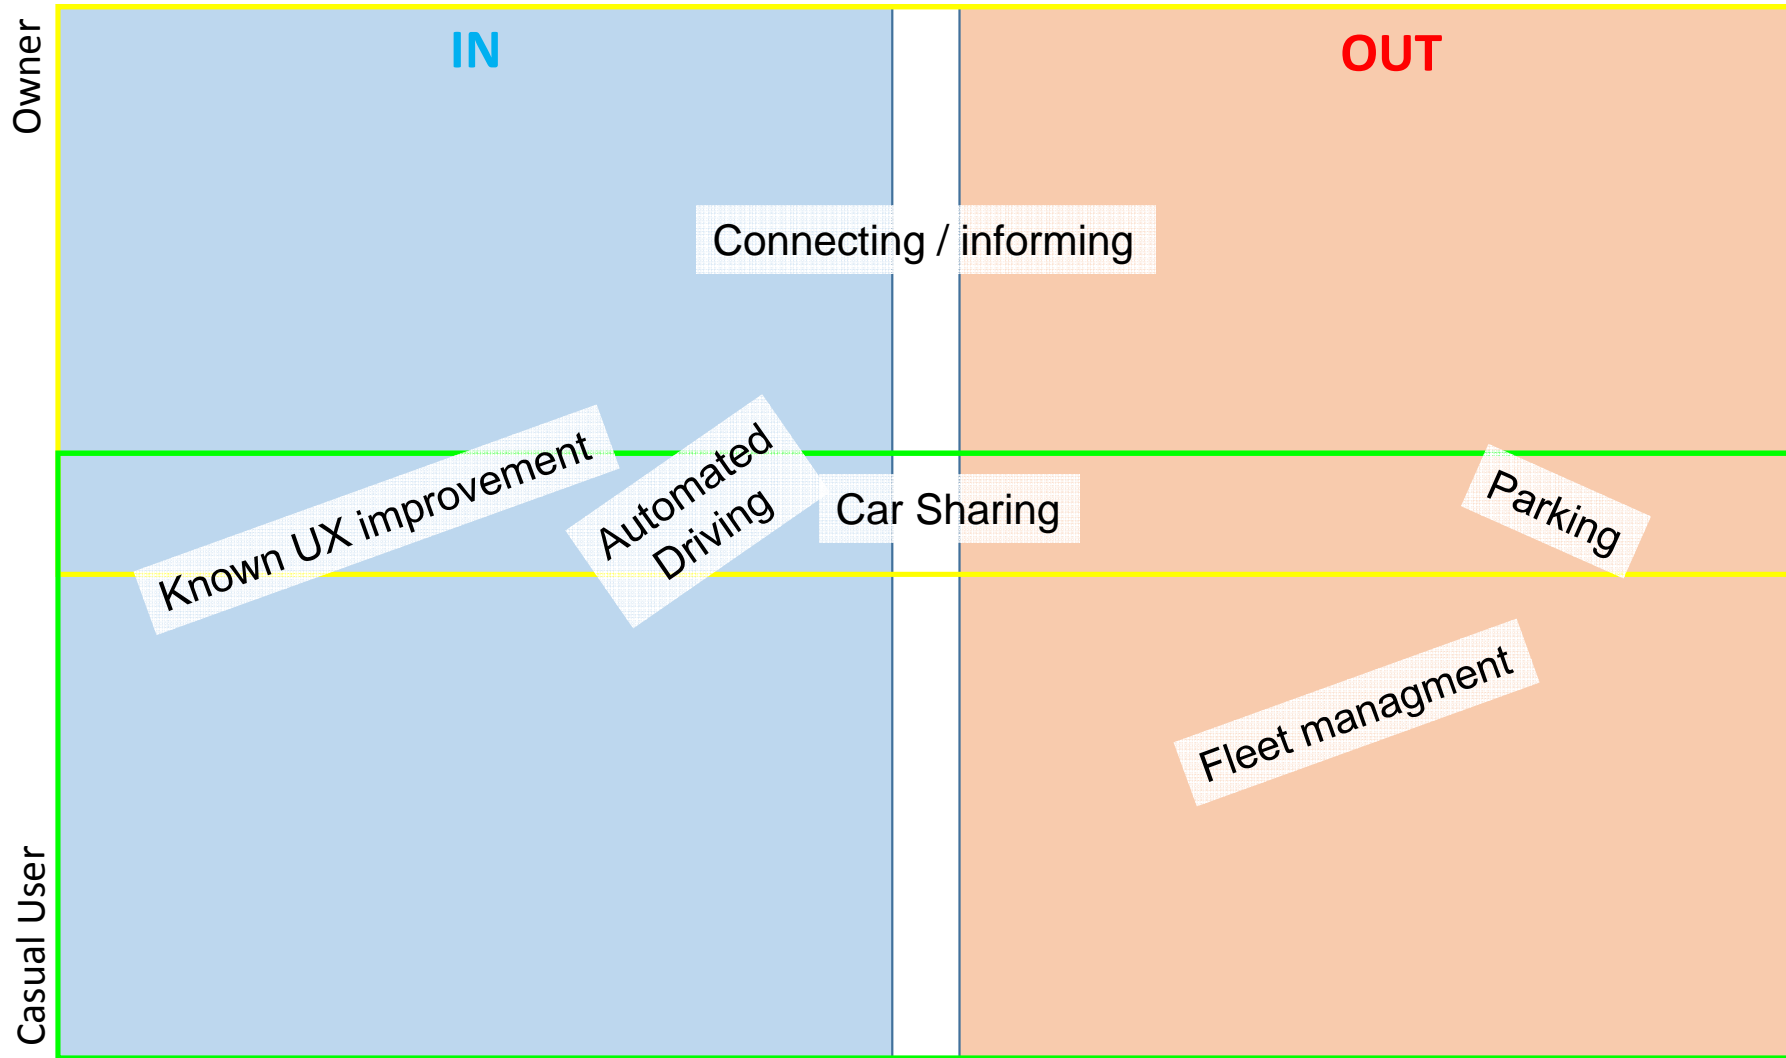 Owner
IN
OUT
Connecting / informing
Known UX improvement
Automated
Driving
Car Sharing
Parking
Fleet managment
Casual User